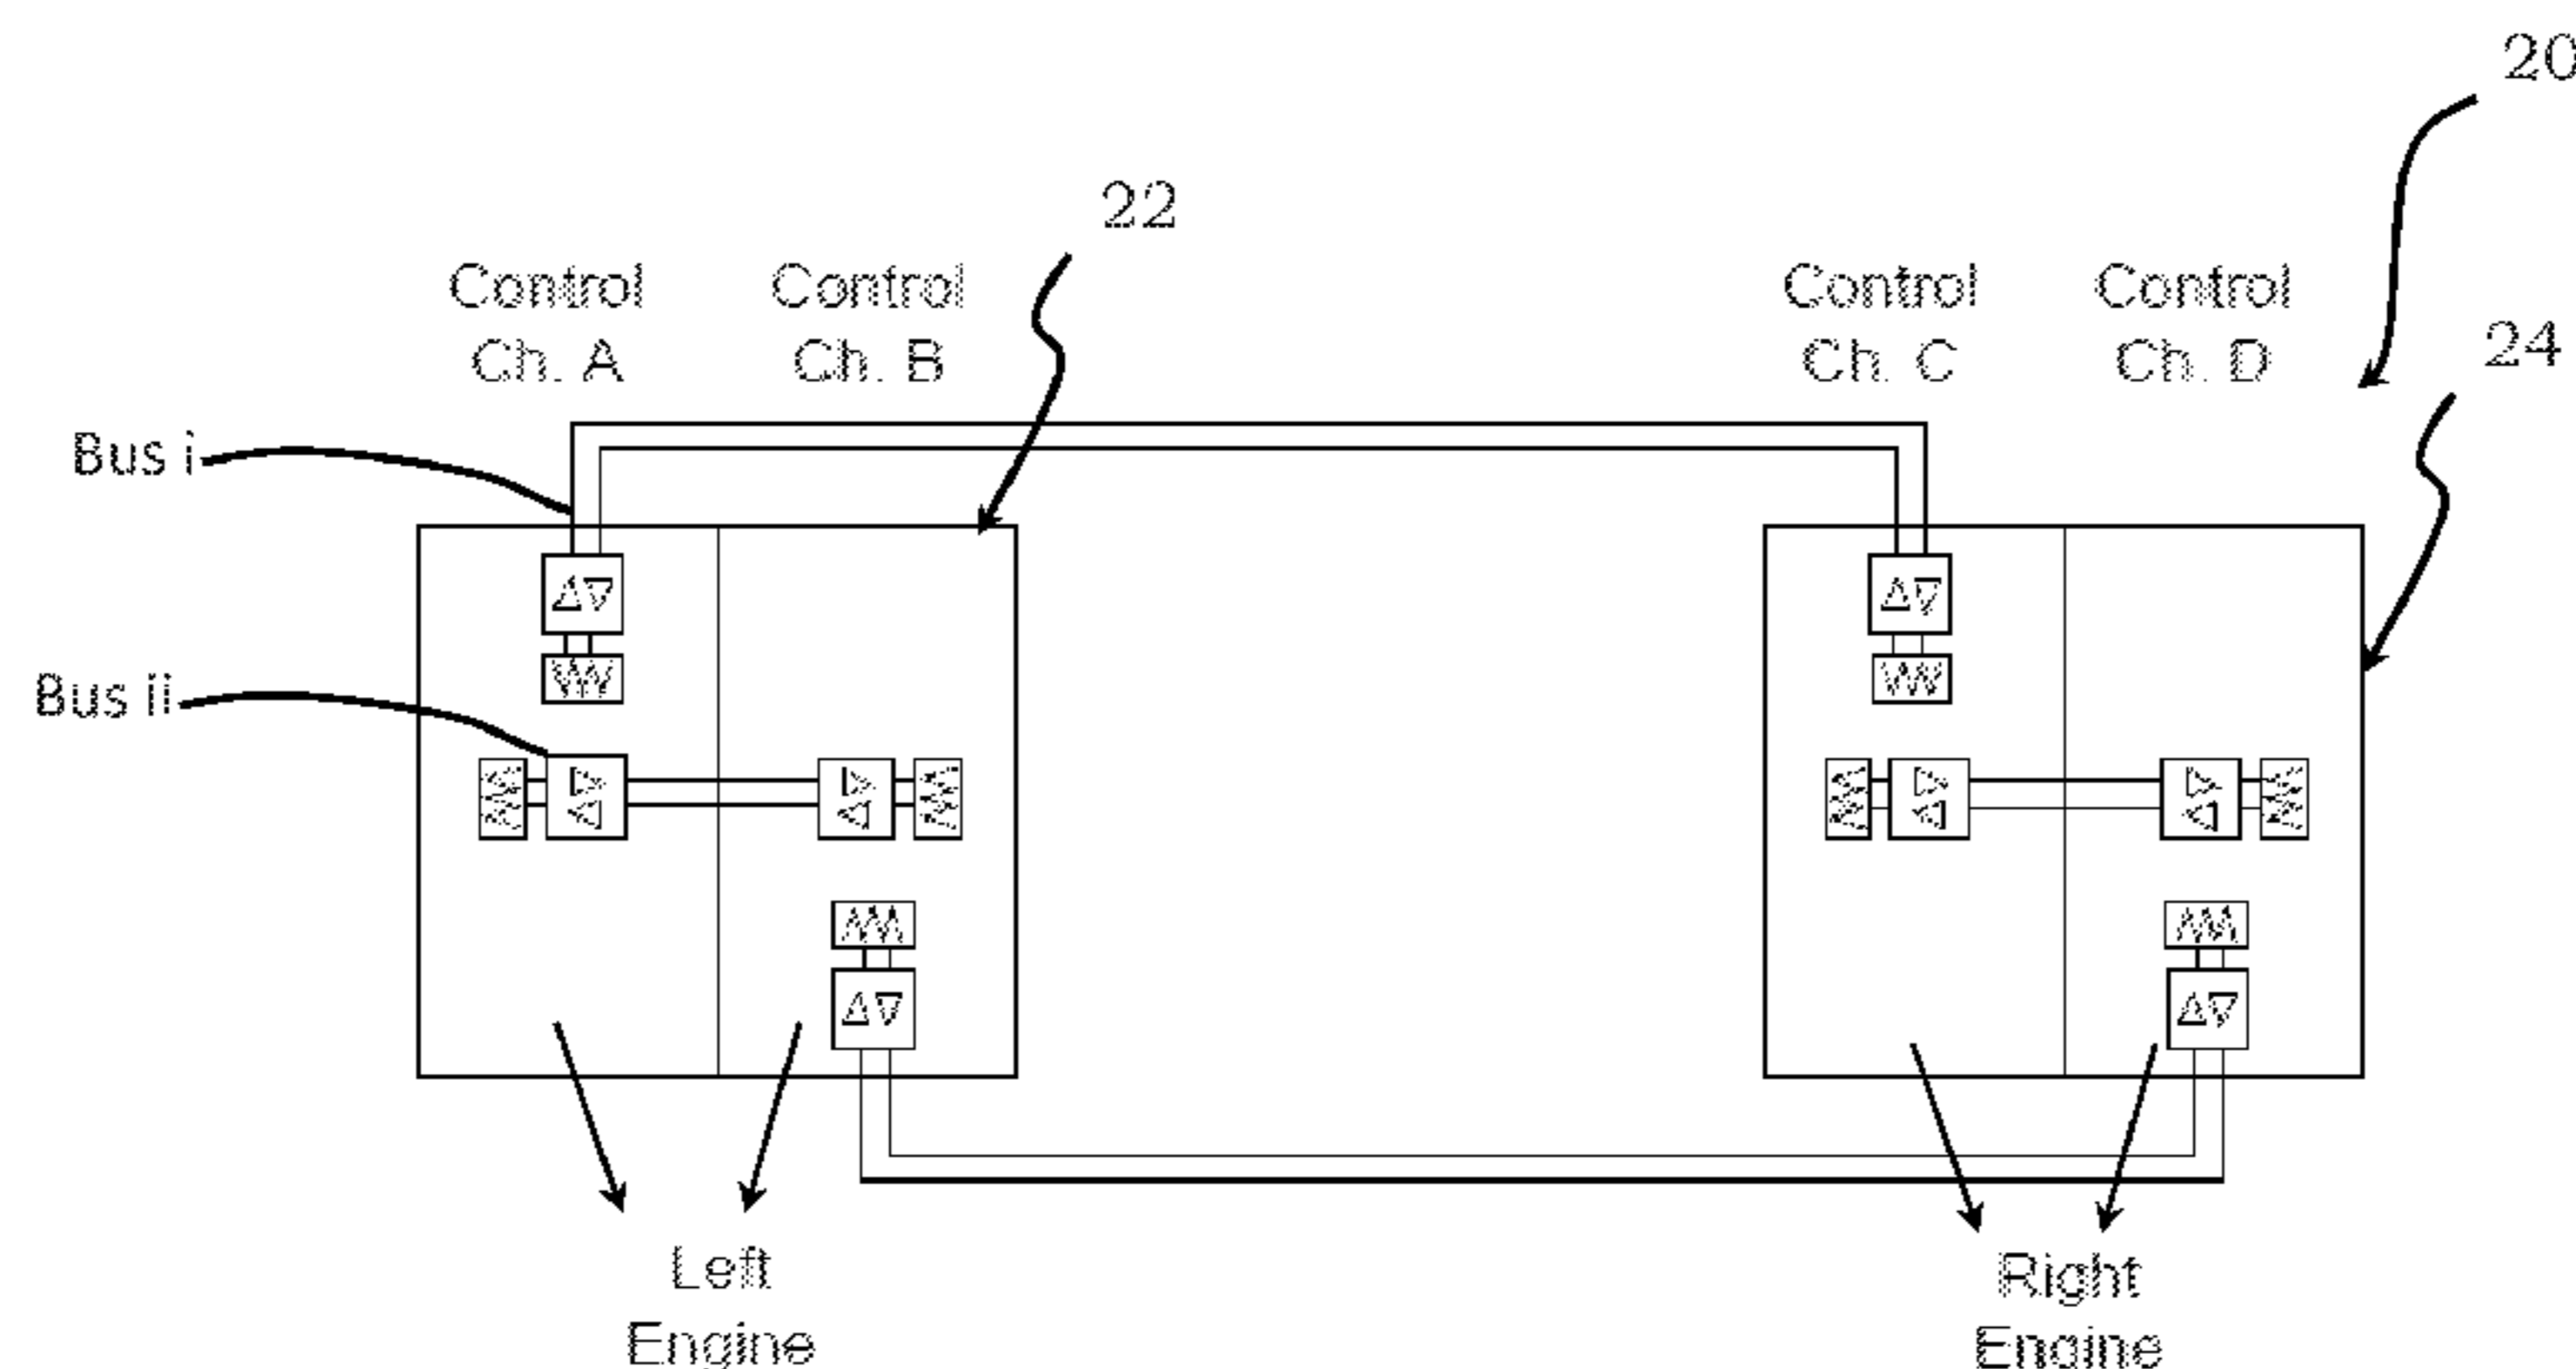 20
22
Control Ch. A
Control Ch. B
Control Ch. C
Control Ch. D
24
Bus i
Bus ii
Left Engine
Right Engine